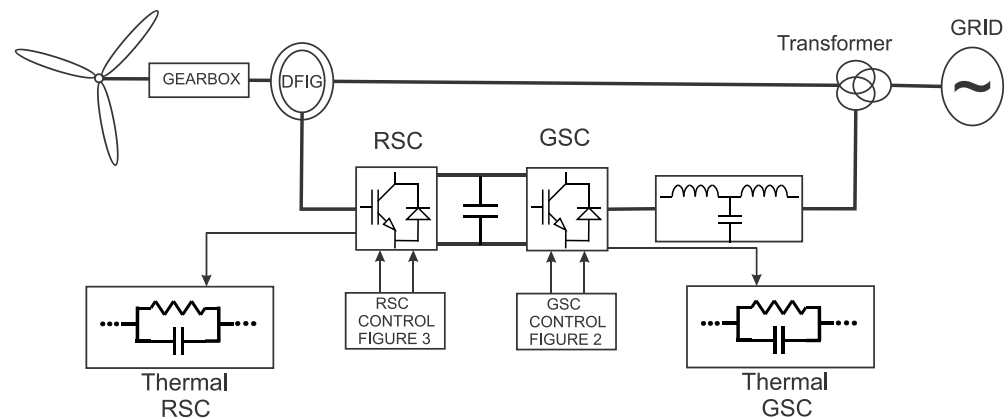 GRID
Transformer
GEARBOX
DFIG
~
RSC
GSC
RSC
CONTROL
FIGURE 3
GSC
CONTROL
FIGURE 2
Thermal
RSC
Thermal
GSC